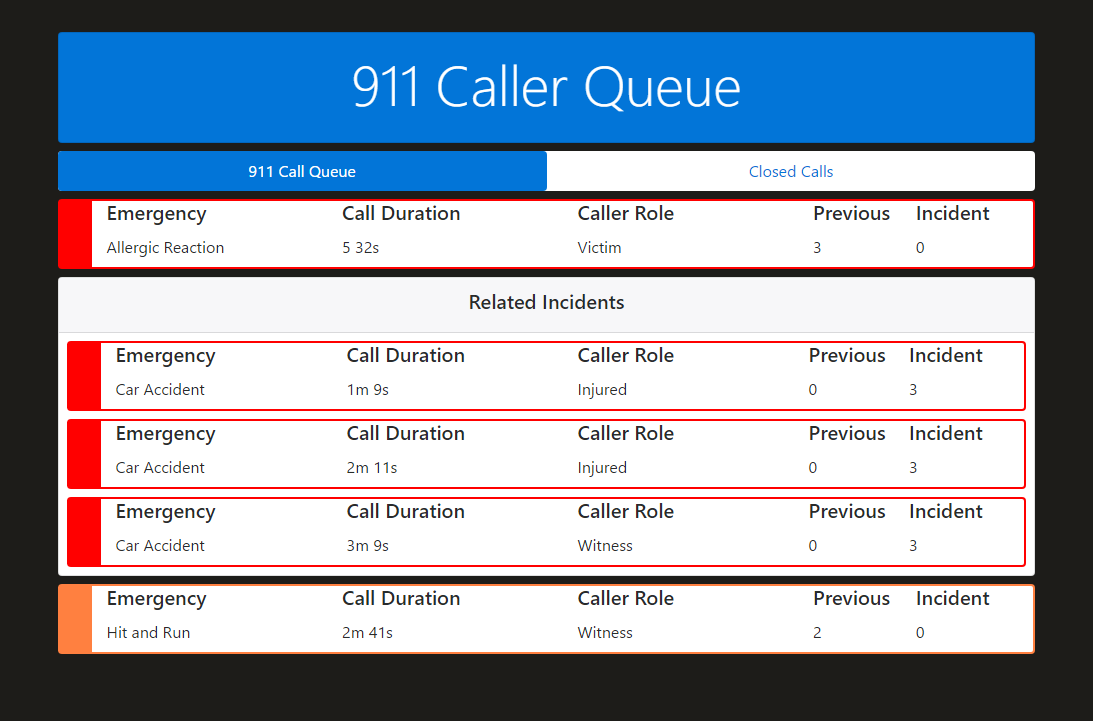 911 Caller Queue
911 Call Queue Closed Calls
Emergency Call Duration Caller Role Previous Incident
Allergic Reaction 5 32s Victim 3 0
Related Incidents
Emergency Call Duration Caller Role Previous Incident
Car Accident 1m 9s Injured 0 3
Emergency Call Duration Caller Role Previous Incident
Car Accident 2m 11s Injured 0 3
Emergency Call Duration Caller Role Previous Incident
Car Accident 3m 9s Witness 0 3
Emergency Call Duration Caller Role Previous Incident
Hit and Run 2m 41s Witness 2 0